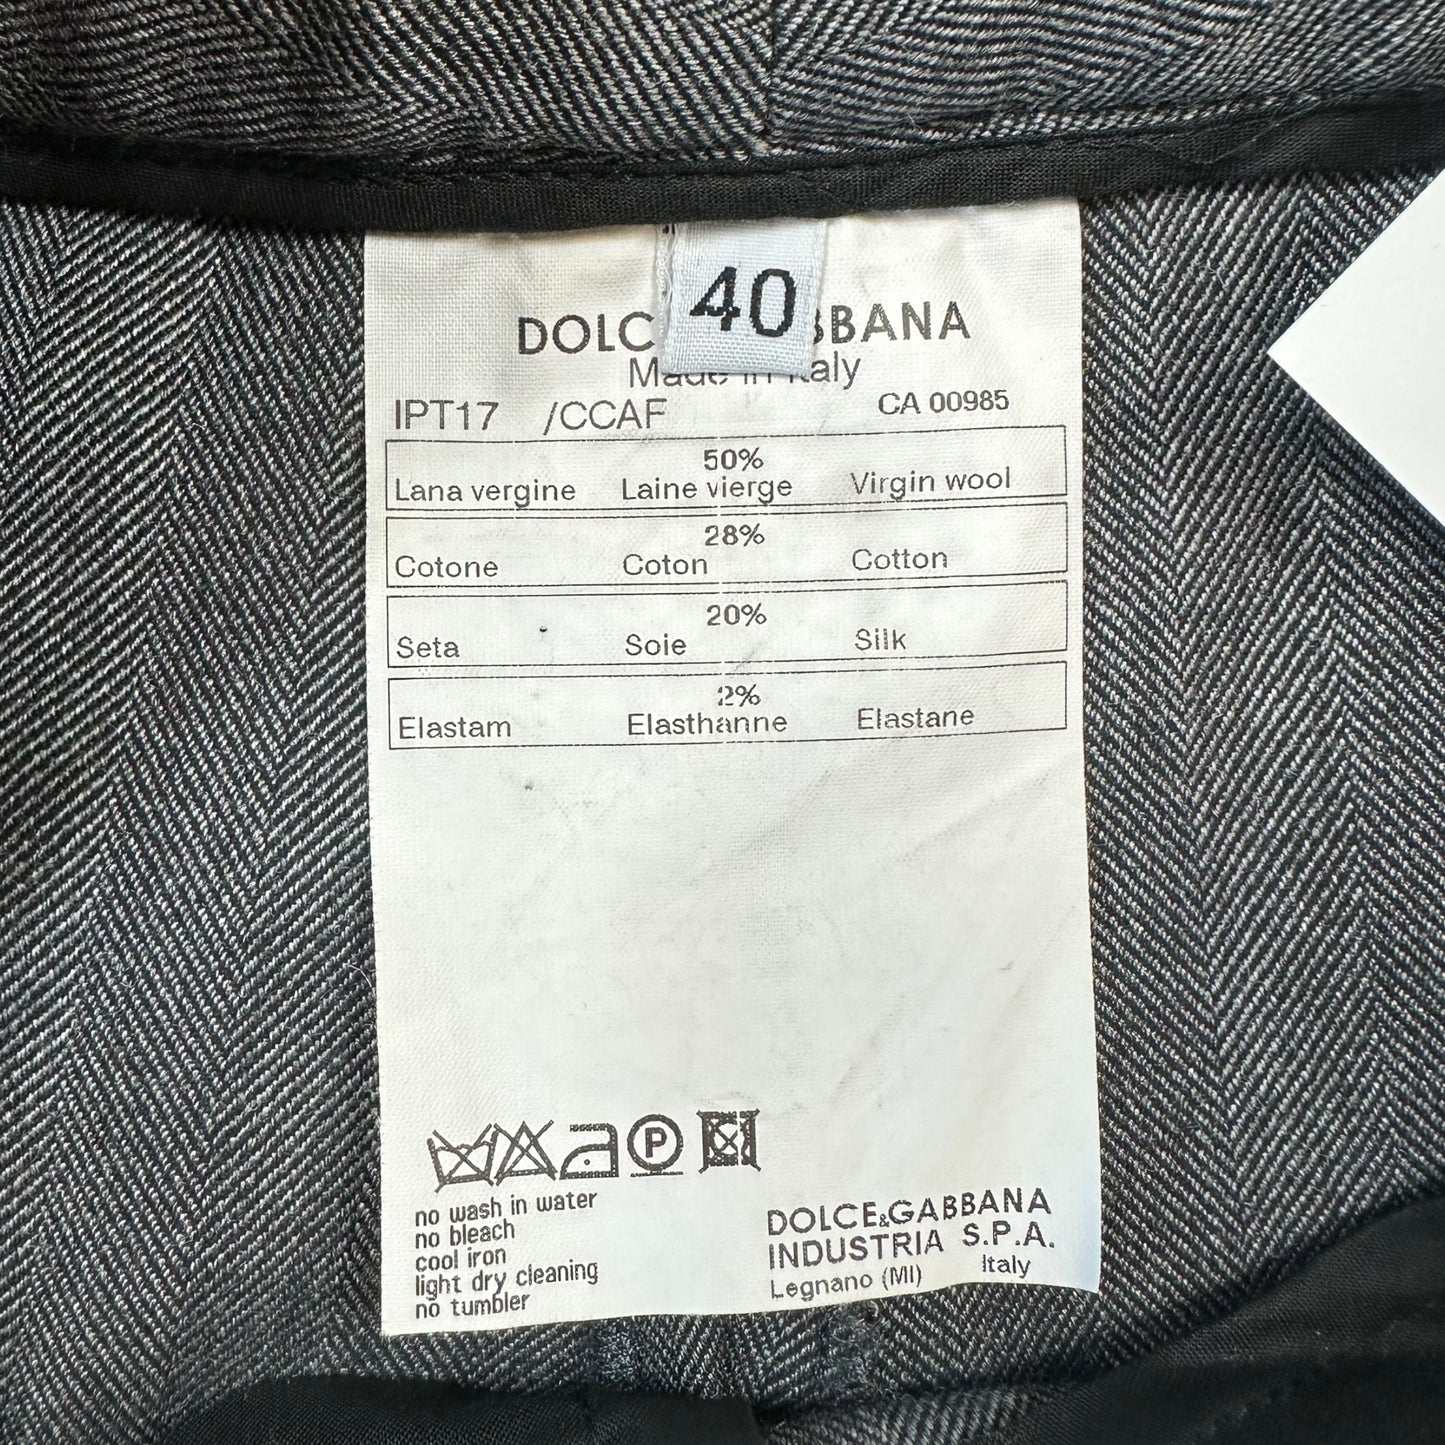 40
DOLC BBANA
Made in Italy
IPT17 /CCAF CA 00985
50%
Lana vergine Laine vierge Virgin wool
28%
Cotone Coton Cotton
20%
Seta Soie Silk
2%
Elastam Elasthanne Elastane
P
no wash in water
no bleach
cool iron
light dry cleaning
no tumbler
DOLCE&GABBANA
INDUSTRIA S.P.A.
Legnano (MI) Italy